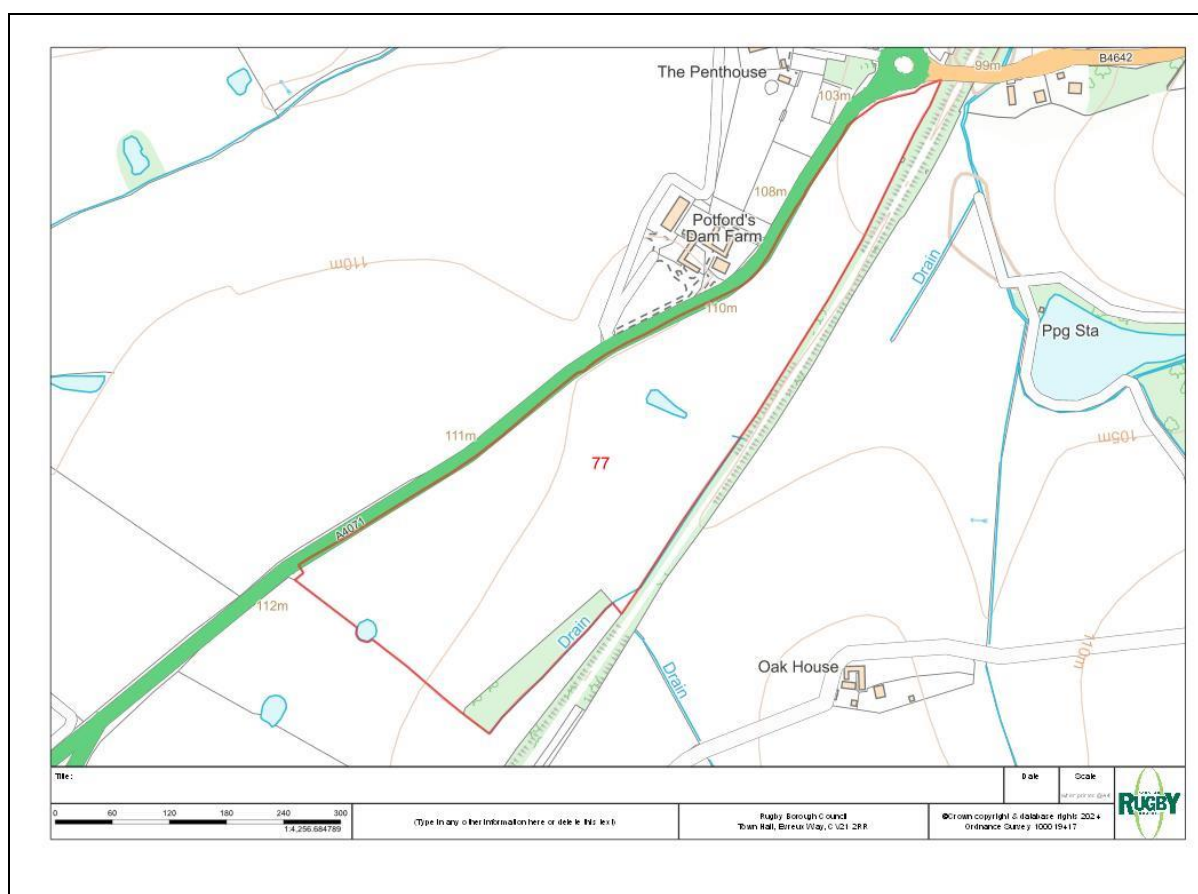 B4642
99m
The Penthouse
103m
108m
Potford's
Dam Farm
Drain
110m
110m
Ppg Sta
111m
105m
77
A4071
112m
Drain
Oak House
110m
Drain
Title:
Date
Scale
RUGBY
0 60 120 180 240 300
1:4,256.684789
(Type in any other information here or delete this text)
Rugby Borough Council
Town Hall, Evreux Way, CV21 2RR
©Crown copyright & database rights 2024
Ordnance Survey 100019417